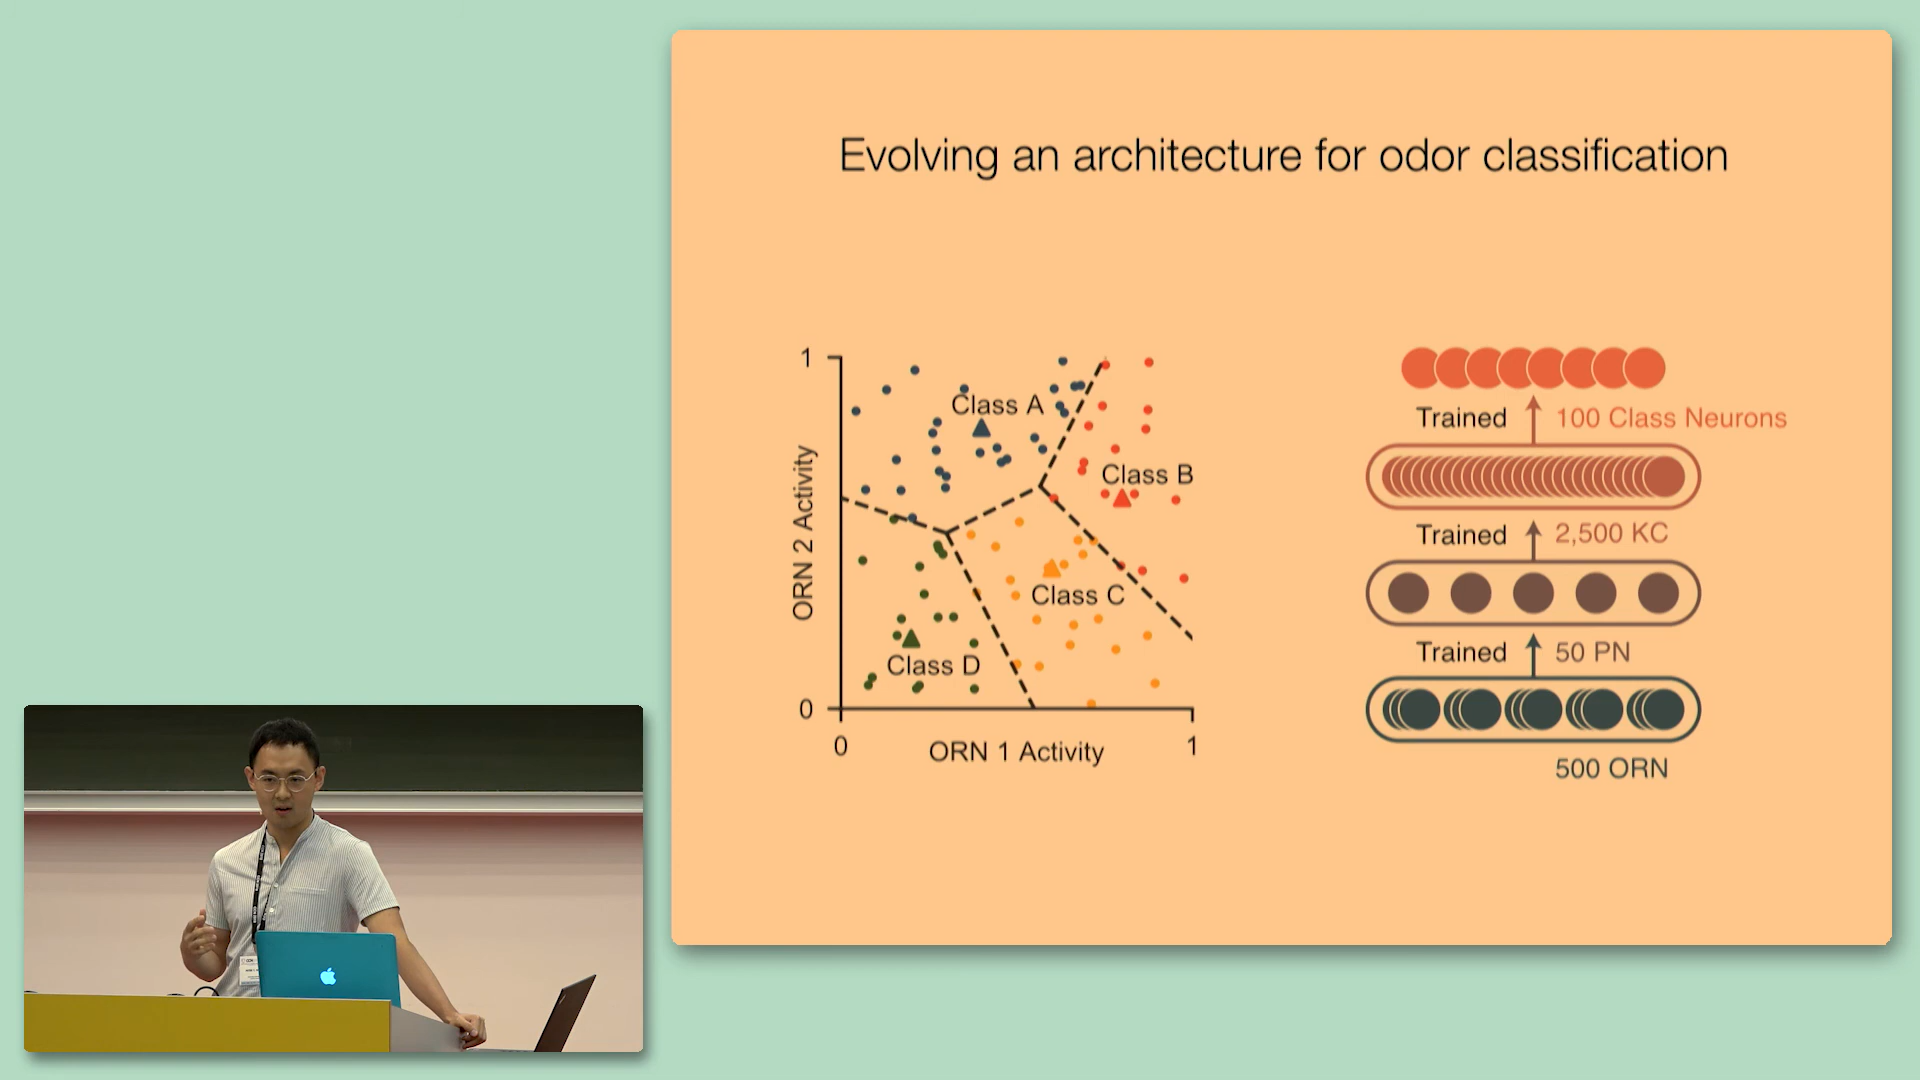 Evolving an architecture for odor classification
1
ORN 2 Activity
0
0
ORN 1 Activity
1
Class A
Class B
Class C
Class D
Trained
100 Class Neurons
Trained
2,500 KC
Trained
50 PN
500 ORN